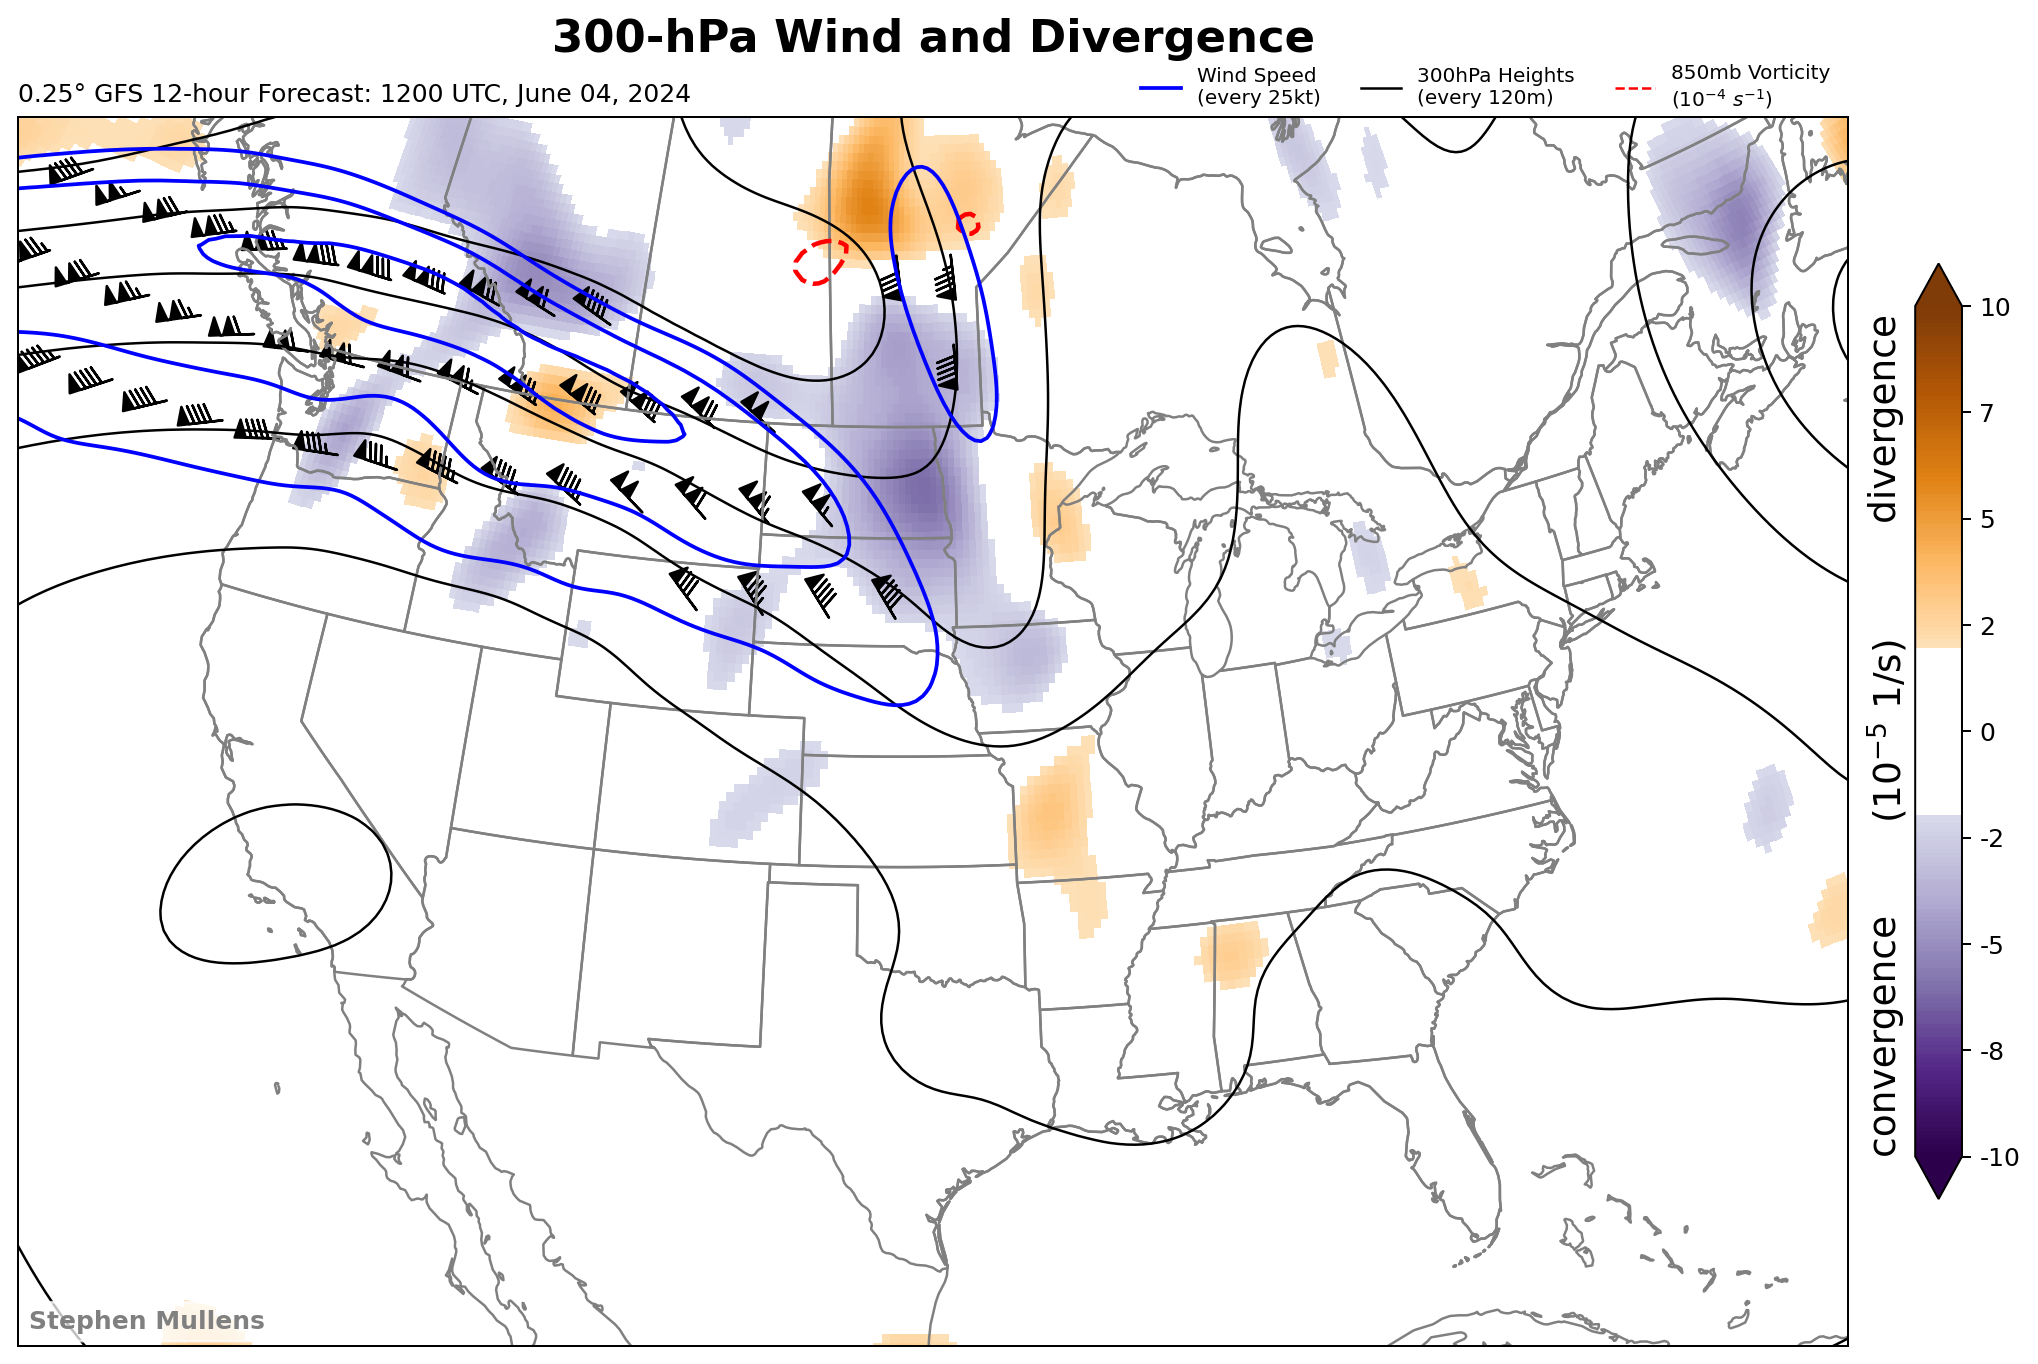 300-hPa Wind and Divergence
0.25° GFS 12-hour Forecast: 1200 UTC, June 04, 2024
Wind Speed
(every 25kt)
300hPa Heights
(every 120m)
850mb Vorticity
(10⁻⁴ s⁻¹)
10
7
5
2
0
-2
-5
-8
-10
divergence
(10⁻⁵ 1/s)
convergence
Stephen Mullens